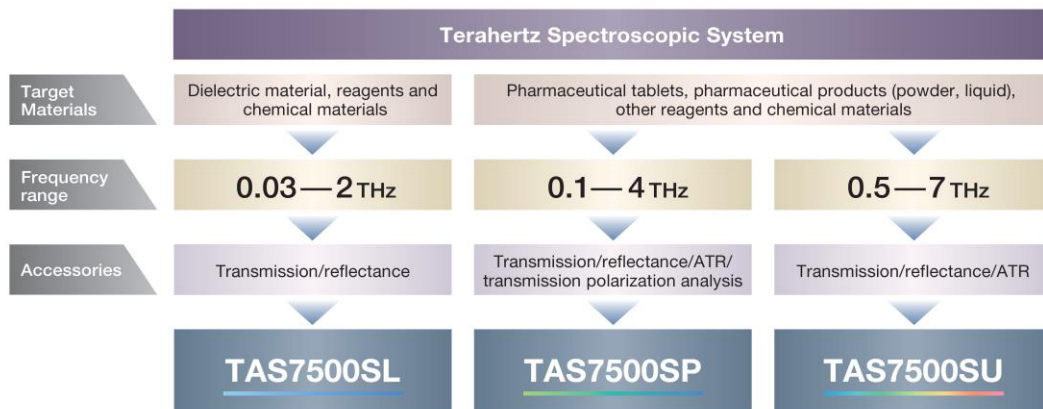 Terahertz Spectroscopic System
Target
Materials
Dielectric material, reagents and
chemical materials
Pharmaceutical tablets, pharmaceutical products (powder, liquid),
other reagents and chemical materials
Frequency
range
0.03—2 THz
0.1—4 THz
0.5—7 THz
Accessories
Transmission/reflectance
Transmission/reflectance/ATR/
transmission polarization analysis
Transmission/reflectance/ATR
TAS7500SL
TAS7500SP
TAS7500SU